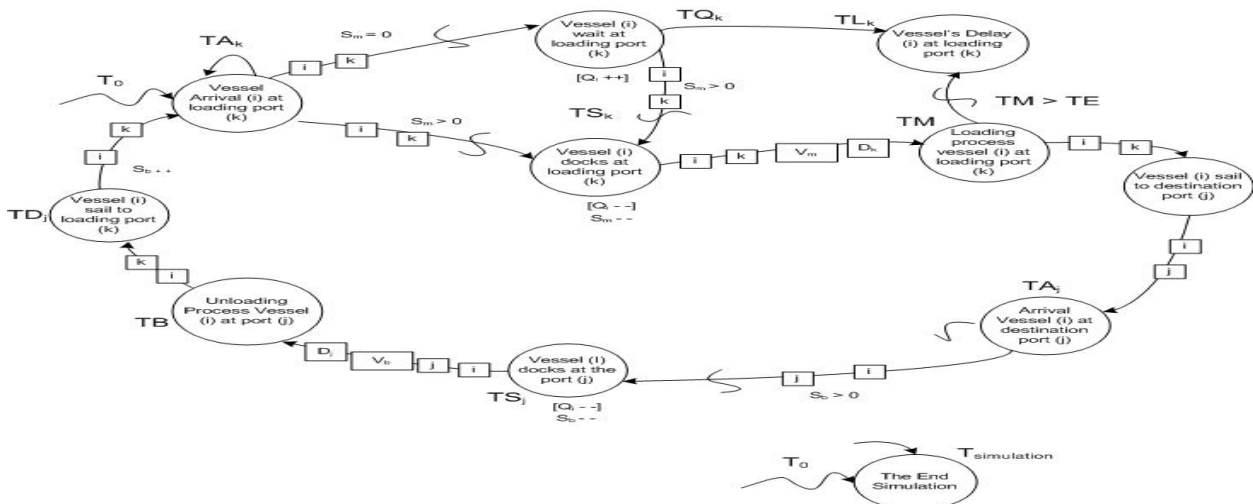 Vessel (i)
wait at
loading port
(k)
TQₖ
TLₖ
Vessel's Delay
(i) at loading
port (k)
Sₘ = 0
TAₖ
i
k
[Qᵢ ++]
i
Sₘ > 0
k
TSₖ
T₀
Vessel
Arrival (i) at
loading port
(k)
TM > TE
TM
Sₘ > 0
i
k
Vessel (i)
docks at
loading port
(k)
i
k
Vₘ
Dₖ
Loading
process
vessel (i) at
loading port
(k)
i
k
Vessel (i) sail
to destination
port (j)
[Qᵢ - -]
Sₘ - -
k
i
S_b ++
TDⱼ
Vessel (i)
sail to
loading port
(k)
i
j
k
i
TAⱼ
Arrival
Vessel (i) at
destination
port (j)
Unloading
Process Vessel
(i) at port (j)
TB
Dⱼ
V_b
j
i
Vessel (I)
docks at the
port (j)
TSⱼ
j
i
S_b > 0
[Qᵢ - -]
S_b - -
T₀
T simulation
The End
Simulation